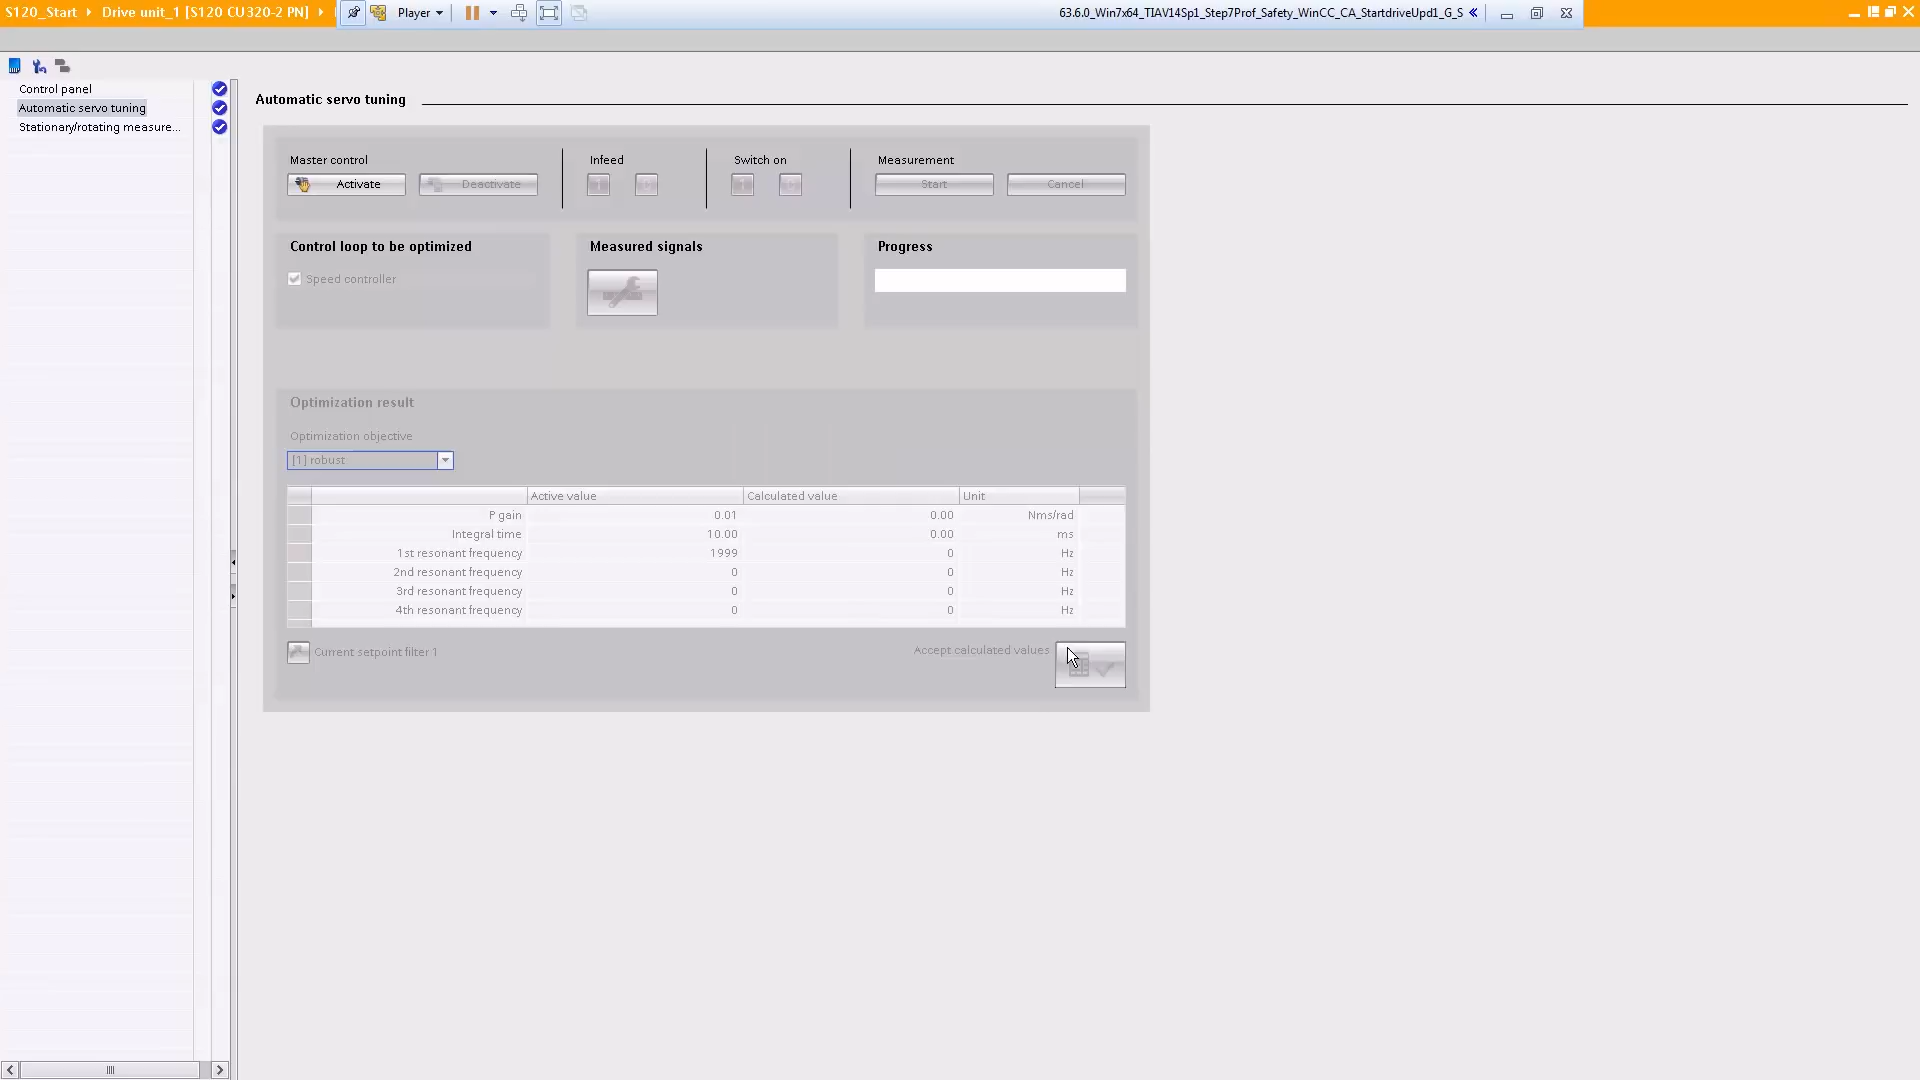 S120_Start Drive unit_1 [S120 CU320-2 PN] Player 63.6.0_Win7x64_TIAV14Sp1_Step7Prof_Safety_WinCC_CA_StartdriveUpd1_G_S
Control panel
Automatic servo tuning
Stationary/rotating measure...
Automatic servo tuning
Master control Infeed Switch on Measurement
Activate Deactivate Start Cancel
Control loop to be optimized Measured signals Progress
Speed controller
Optimization result
Optimization objective
[1] robust
Active value Calculated value Unit
P gain 0.01 0.00 Nms/rad
Integral time 10.00 0.00 ms
1st resonant frequency 1999 0 Hz
2nd resonant frequency 0 0 Hz
3rd resonant frequency 0 0 Hz
4th resonant frequency 0 0 Hz
Current setpoint filter 1 Accept calculated values